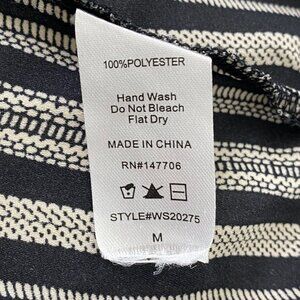 100%POLYESTER
Hand Wash
Do Not Bleach
Flat Dry
MADE IN CHINA
RN#147706
STYLE#WS20275
M